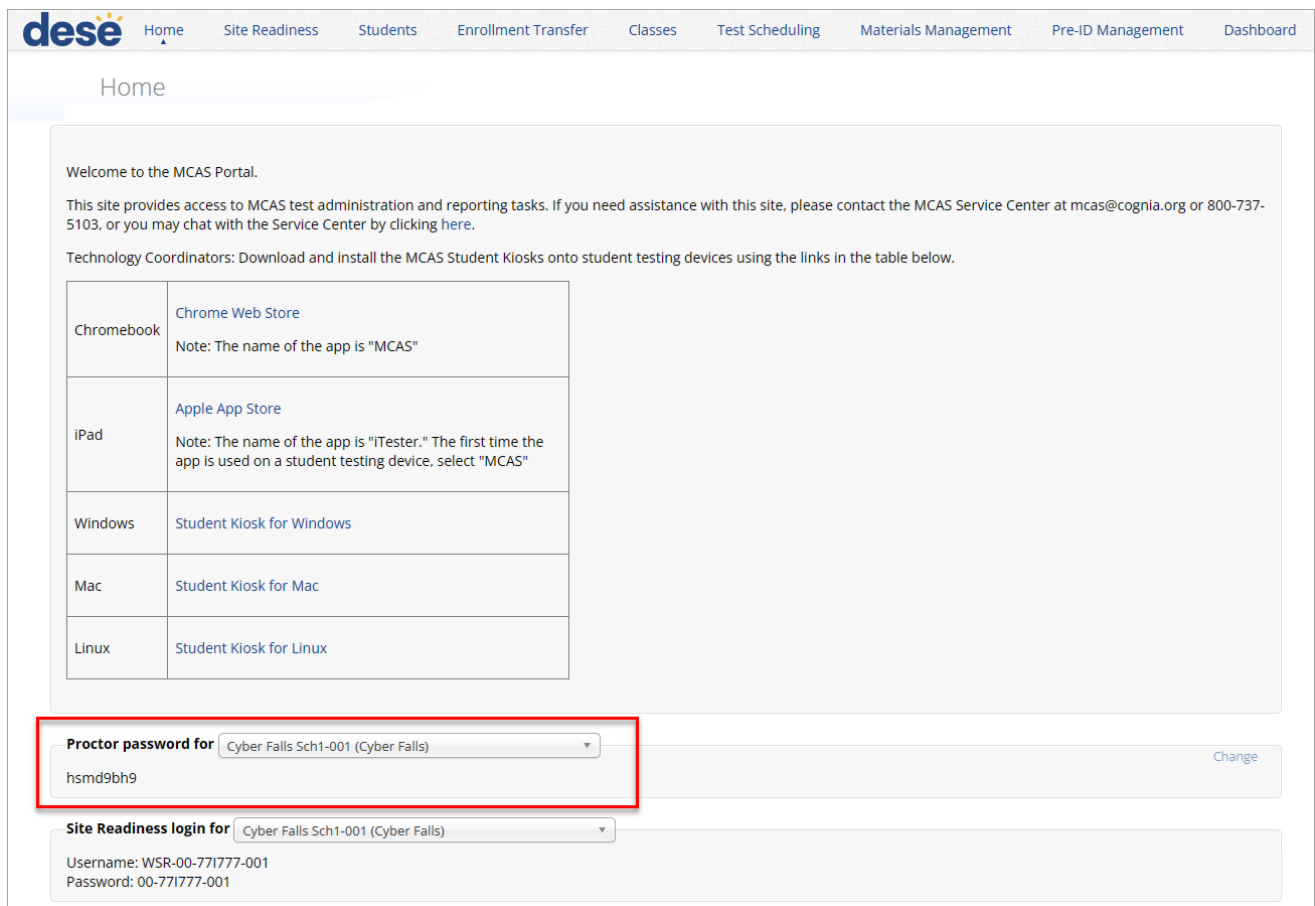 dese Home Site Readiness Students Enrollment Transfer Classes Test Scheduling Materials Management Pre-ID Management Dashboard
Home
Welcome to the MCAS Portal.
This site provides access to MCAS test administration and reporting tasks. If you need assistance with this site, please contact the MCAS Service Center at mcas@cognia.org or 800-737-
5103, or you may chat with the Service Center by clicking here.
Technology Coordinators: Download and install the MCAS Student Kiosks onto student testing devices using the links in the table below.
Chromebook
Chrome Web Store
Note: The name of the app is "MCAS"
iPad
Apple App Store
Note: The name of the app is "iTester." The first time the
app is used on a student testing device, select "MCAS"
Windows Student Kiosk for Windows
Mac Student Kiosk for Mac
Linux Student Kiosk for Linux
Proctor password for Cyber Falls Sch1-001 (Cyber Falls)
Change
hsmd9bh9
Site Readiness login for Cyber Falls Sch1-001 (Cyber Falls)
Username: WSR-00-77I777-001
Password: 00-77I777-001